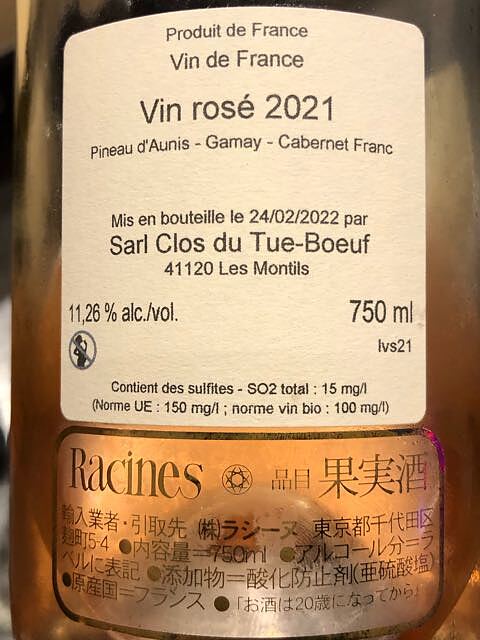 Produit de France
Vin de France
Vin rosé 2021
Pineau d'Aunis - Gamay - Cabernet Franc
Mis en bouteille le 24/02/2022 par
Sarl Clos du Tue-Boeuf
41120 Les Montils
11,26 % alc./vol.
750 ml
lvs21
Contient des sulfites - SO2 total : 15 mg/l
(Norme UE : 150 mg/l ; norme vin bio : 100 mg/l)
Racines 品目 果実酒
輸入業者・引取先 ㈱ラシーヌ 東京都千代田区
麹町5-4 ●内容量=750ml ●アルコール分=ラ
ベルに表記 ●添加物=酸化防止剤(亜硫酸塩)
●原産国=フランス ●「お酒は20歳になってから」